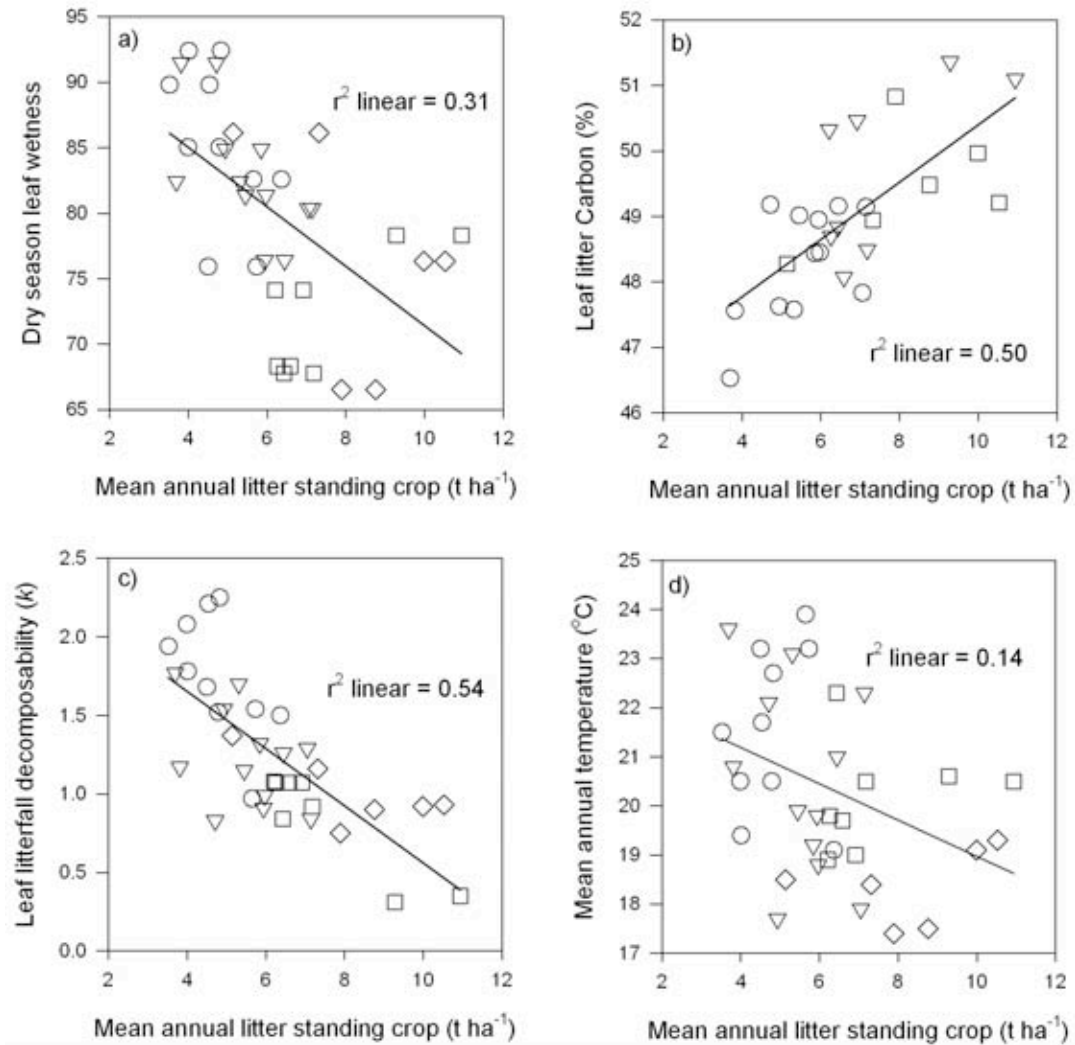 a)
r² linear = 0.31
Dry season leaf wetness
95
90
85
80
75
70
65
2 4 6 8 10 12
Mean annual litter standing crop (t ha⁻¹)
b)
r² linear = 0.50
Leaf litter Carbon (%)
52
51
50
49
48
47
46
2 4 6 8 10 12
Mean annual litter standing crop (t ha⁻¹)
c)
r² linear = 0.54
Leaf litterfall decomposability (k)
2.5
2.0
1.5
1.0
0.5
0.0
2 4 6 8 10 12
Mean annual litter standing crop (t ha⁻¹)
d)
r² linear = 0.14
Mean annual temperature (°C)
25
24
23
22
21
20
19
18
17
2 4 6 8 10 12
Mean annual litter standing crop (t ha⁻¹)